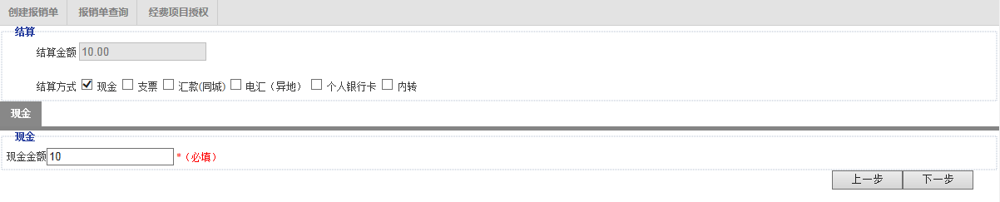 创建报销单 报销单查询 经费项目授权
结算
结算金额 10.00
结算方式 现金 支票 汇款(同城) 电汇（异地） 个人银行卡 内转
现金
现金
现金金额 10 *（必填）
上一步 下一步